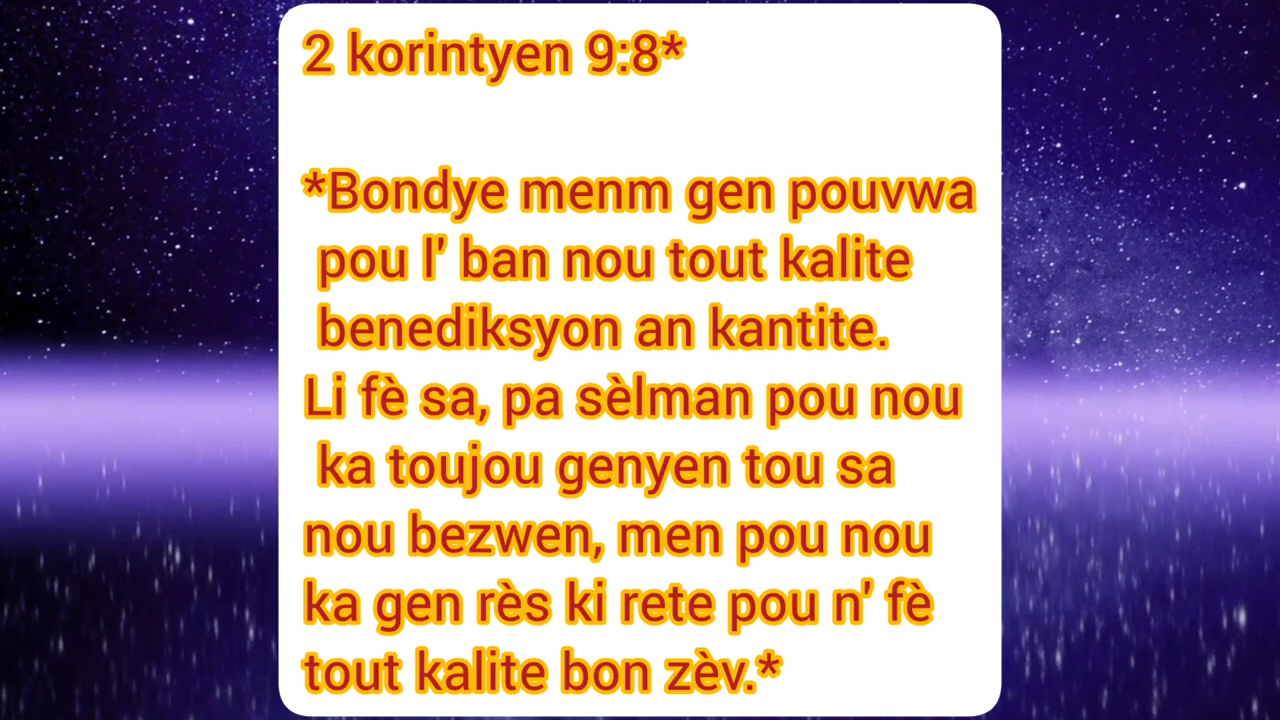 2 korintyen 9:8*
*Bondye menm gen pouvwa
pou l' ban nou tout kalite
benediksyon an kantite.
Li fè sa, pa sèlman pou nou
ka toujou genyen tou sa
nou bezwen, men pou nou
ka gen rès ki rete pou n' fè
tout kalite bon zèv.*